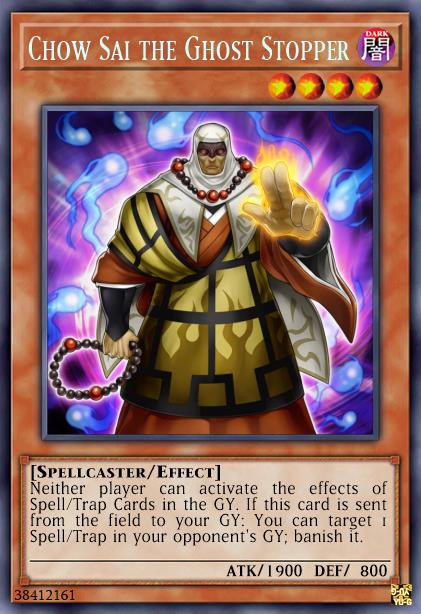 Chow Sai the Ghost Stopper
DARK
闇
[Spellcaster/Effect]
Neither player can activate the effects of
Spell/Trap Cards in the GY. If this card is sent
from the field to your GY: You can target 1
Spell/Trap in your opponent's GY; banish it.
ATK/1900 DEF/ 800
38412161